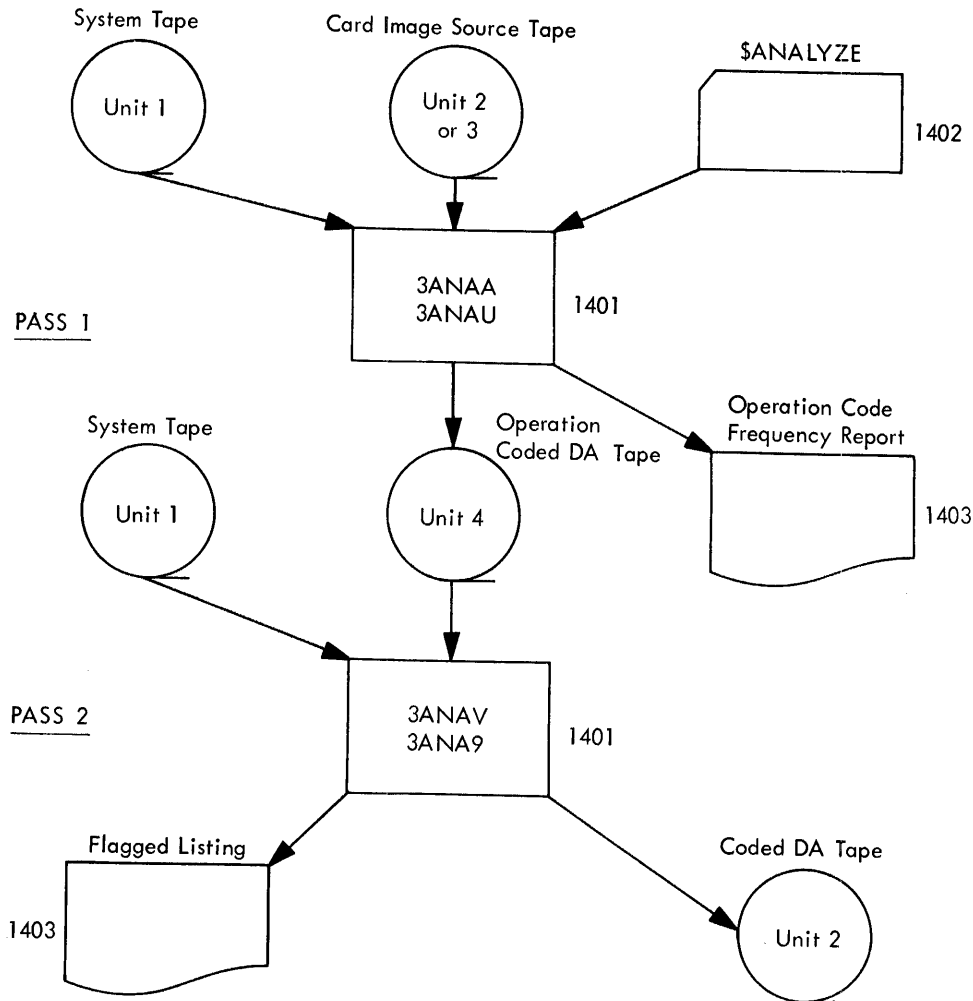 System Tape
Card Image Source Tape
$ANALYZE
Unit 1
Unit 2
or 3
1402
3ANAA
3ANAU
1401
PASS 1
System Tape
Operation
Coded DA Tape
Operation Code
Frequency Report
Unit 1
Unit 4
1403
PASS 2
3ANAV
3ANA9
1401
Flagged Listing
Coded DA Tape
1403
Unit 2